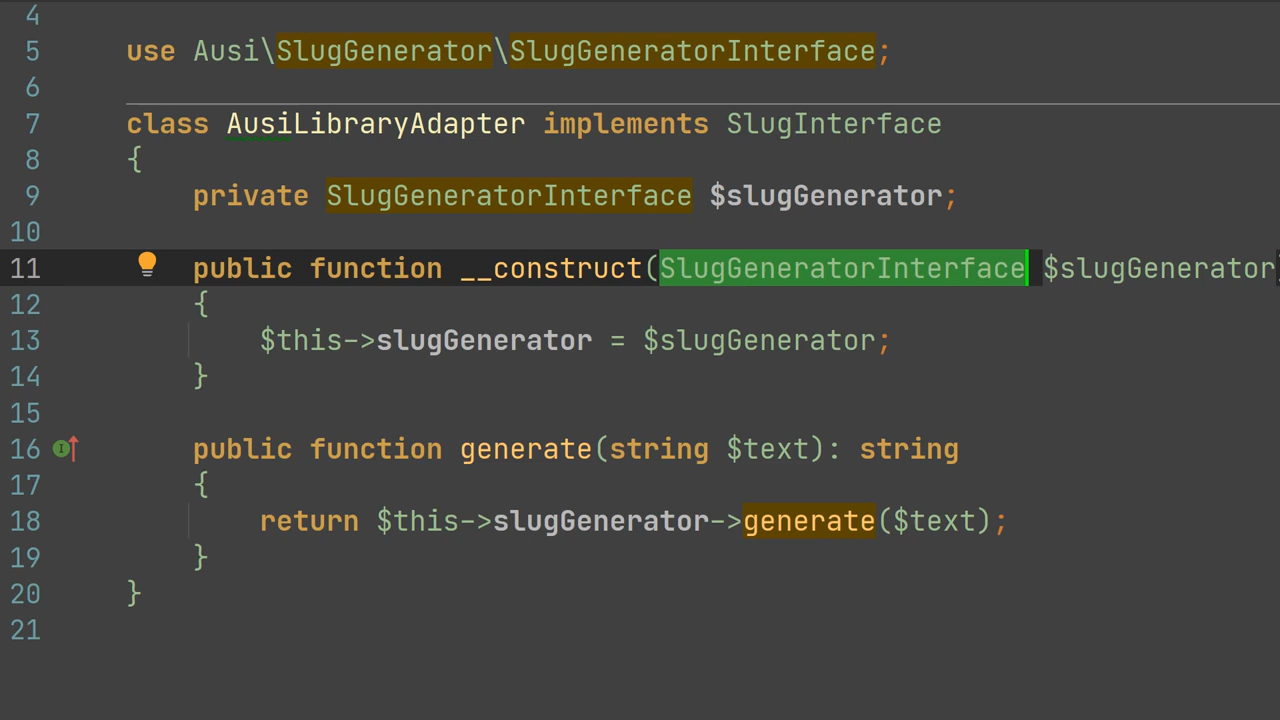 4
5 use Ausi\SlugGenerator\SlugGeneratorInterface;
6
7 class AusiLibraryAdapter implements SlugInterface
8 {
9 private SlugGeneratorInterface $slugGenerator;
10
11 public function __construct(SlugGeneratorInterface $slugGenerator
12 {
13 $this->slugGenerator = $slugGenerator;
14 }
15
16 public function generate(string $text): string
17 {
18 return $this->slugGenerator->generate($text);
19 }
20 }
21